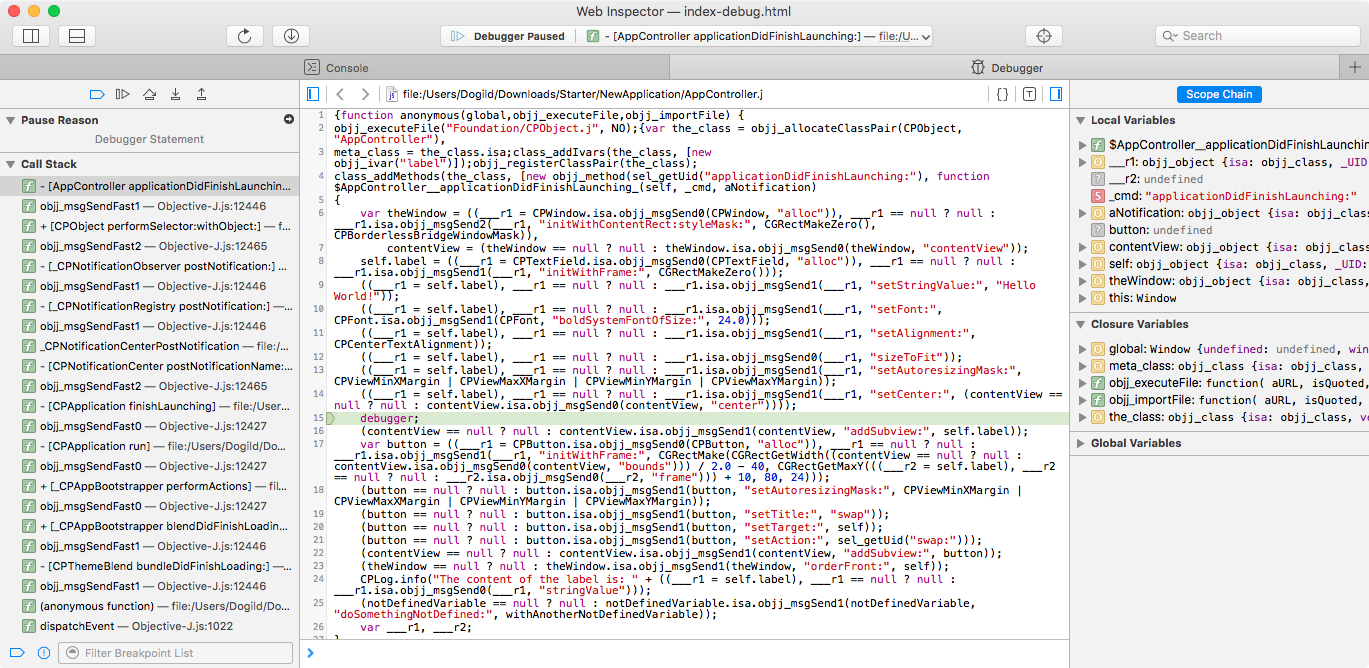 Web Inspector — index-debug.html
Debugger Paused
f - [AppController applicationDidFinishLaunching:] — file:/U...
Search
Console
Debugger
+
Pause Reason
Debugger Statement
Call Stack
f - [AppController applicationDidFinishLaunchin...
f objj_msgSendFast1 — Objective-J.js:12446
f + [CPObject performSelector:withObject:] — f...
f objj_msgSendFast2 — Objective-J.js:12465
f - [_CPNotificationObserver postNotification:] ...
f objj_msgSendFast1 — Objective-J.js:12446
f - [_CPNotificationRegistry postNotification:] —...
f objj_msgSendFast1 — Objective-J.js:12446
f _CPNotificationCenterPostNotification — file:/...
f - [CPNotificationCenter postNotificationName:...
f objj_msgSendFast2 — Objective-J.js:12465
f - [CPApplication finishLaunching] — file:/User...
f objj_msgSendFast0 — Objective-J.js:12427
f - [CPApplication run] — file:/Users/Dogild/Do...
f objj_msgSendFast0 — Objective-J.js:12427
f + [_CPAppBootstrapper performActions] — file...
f objj_msgSendFast0 — Objective-J.js:12427
f + [_CPAppBootstrapper blendDidFinishLoadin...
f objj_msgSendFast1 — Objective-J.js:12446
f - [CPThemeBlend bundleDidFinishLoading:] —...
f objj_msgSendFast1 — Objective-J.js:12446
f (anonymous function) — file:/Users/Dogild/Do...
f dispatchEvent — Objective-J.js:1022
Filter Breakpoint List
js file:/Users/Dogild/Downloads/Starter/NewApplication/AppController.j
{} T
1 {function anonymous(global,objj_executeFile,objj_importFile) {
2 objj_executeFile("Foundation/CPObject.j", NO);{var the_class = objj_allocateClassPair(CPObject,
"AppController"),
3 meta_class = the_class.isa;class_addIvars(the_class, [new
objj_ivar("label")]);objj_registerClassPair(the_class);
4 class_addMethods(the_class, [new objj_method(sel_getUid("applicationDidFinishLaunching:"), function
$AppController__applicationDidFinishLaunching_(self, _cmd, aNotification)
5 {
6 var theWindow = ((___r1 = CPWindow.isa.objj_msgSend0(CPWindow, "alloc")), ___r1 == null ? null :
___r1.isa.objj_msgSend2(___r1, "initWithContentRect:styleMask:", CGRectMakeZero(),
CPBorderlessBridgeWindowMask)),
7 contentView = (theWindow == null ? null : theWindow.isa.objj_msgSend0(theWindow, "contentView"));
8 self.label = ((___r1 = CPTextField.isa.objj_msgSend0(CPTextField, "alloc")), ___r1 == null ? null :
___r1.isa.objj_msgSend1(___r1, "initWithFrame:", CGRectMakeZero()));
9 ((___r1 = self.label), ___r1 == null ? null : ___r1.isa.objj_msgSend1(___r1, "setStringValue:", "Hello
World!"));
10 ((___r1 = self.label), ___r1 == null ? null : ___r1.isa.objj_msgSend1(___r1, "setFont:",
CPFont.isa.objj_msgSend1(CPFont, "boldSystemFontOfSize:", 24.0)));
11 ((___r1 = self.label), ___r1 == null ? null : ___r1.isa.objj_msgSend1(___r1, "setAlignment:",
CPCenterTextAlignment));
12 ((___r1 = self.label), ___r1 == null ? null : ___r1.isa.objj_msgSend0(___r1, "sizeToFit"));
13 ((___r1 = self.label), ___r1 == null ? null : ___r1.isa.objj_msgSend1(___r1, "setAutoresizingMask:",
CPViewMinXMargin | CPViewMaxXMargin | CPViewMinYMargin | CPViewMaxYMargin));
14 ((___r1 = self.label), ___r1 == null ? null : ___r1.isa.objj_msgSend1(___r1, "setCenter:", (contentView ==
null ? null : contentView.isa.objj_msgSend0(contentView, "center"))));
15 debugger;
16 (contentView == null ? null : contentView.isa.objj_msgSend1(contentView, "addSubview:", self.label));
17 var button = ((___r1 = CPButton.isa.objj_msgSend0(CPButton, "alloc")), ___r1 == null ? null :
___r1.isa.objj_msgSend1(___r1, "initWithFrame:", CGRectMake(CGRectGetWidth((contentView == null ? null :
contentView.isa.objj_msgSend0(contentView, "bounds"))) / 2.0 - 40, CGRectGetMaxY(((___r2 = self.label), ___r2
== null ? null : ___r2.isa.objj_msgSend0(___r2, "frame"))) + 10, 80, 24)));
18 (button == null ? null : button.isa.objj_msgSend1(button, "setAutoresizingMask:", CPViewMinXMargin |
CPViewMaxXMargin | CPViewMinYMargin | CPViewMaxYMargin));
19 (button == null ? null : button.isa.objj_msgSend1(button, "setTitle:", "swap"));
20 (button == null ? null : button.isa.objj_msgSend1(button, "setTarget:", self));
21 (button == null ? null : button.isa.objj_msgSend1(button, "setAction:", sel_getUid("swap:")));
22 (contentView == null ? null : contentView.isa.objj_msgSend1(contentView, "addSubview:", button));
23 (theWindow == null ? null : theWindow.isa.objj_msgSend1(theWindow, "orderFront:", self));
24 CPLog.info("The content of the label is: " + ((___r1 = self.label), ___r1 == null ? null :
___r1.isa.objj_msgSend0(___r1, "stringValue")));
25 (notDefinedVariable == null ? null : notDefinedVariable.isa.objj_msgSend1(notDefinedVariable,
"doSomethingNotDefined:", withAnotherNotDefinedVariable));
26 var ___r1, ___r2;
Scope Chain
Local Variables
f $AppController__applicationDidFinishLaunc
O ___r1: objj_object {isa: objj_class, _UID
? ___r2: undefined
S _cmd: "applicationDidFinishLaunching:"
O aNotification: objj_object {isa: objj_class
? button: undefined
O contentView: objj_object {isa: objj_class,
O self: objj_object {isa: objj_class, _UID:
O theWindow: objj_object {isa: objj_class,
O this: Window
Closure Variables
O global: Window {undefined: undefined, win
O meta_class: objj_class {isa: objj_class,
f objj_executeFile: function( aURL, isQuoted,
f objj_importFile: function( aURL, isQuoted,
O the_class: objj_class {isa: objj_class, ve
Global Variables